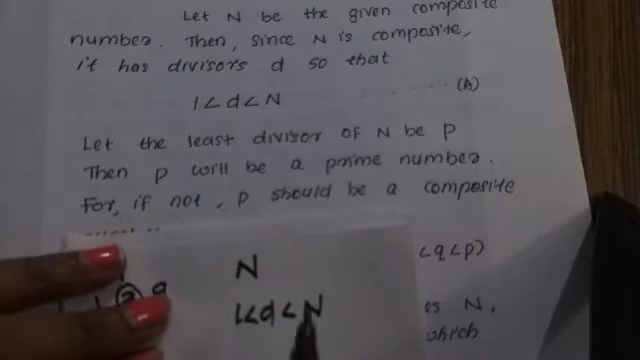 Let N be the given composite
number. Then, since N is composite,
it has divisors d so that
1<d<N (A)
Let the least divisor of N be P
Then p will be a prime number.
For, if not, p should be a composite
<q<p)
N
1<d<N
es N,
which